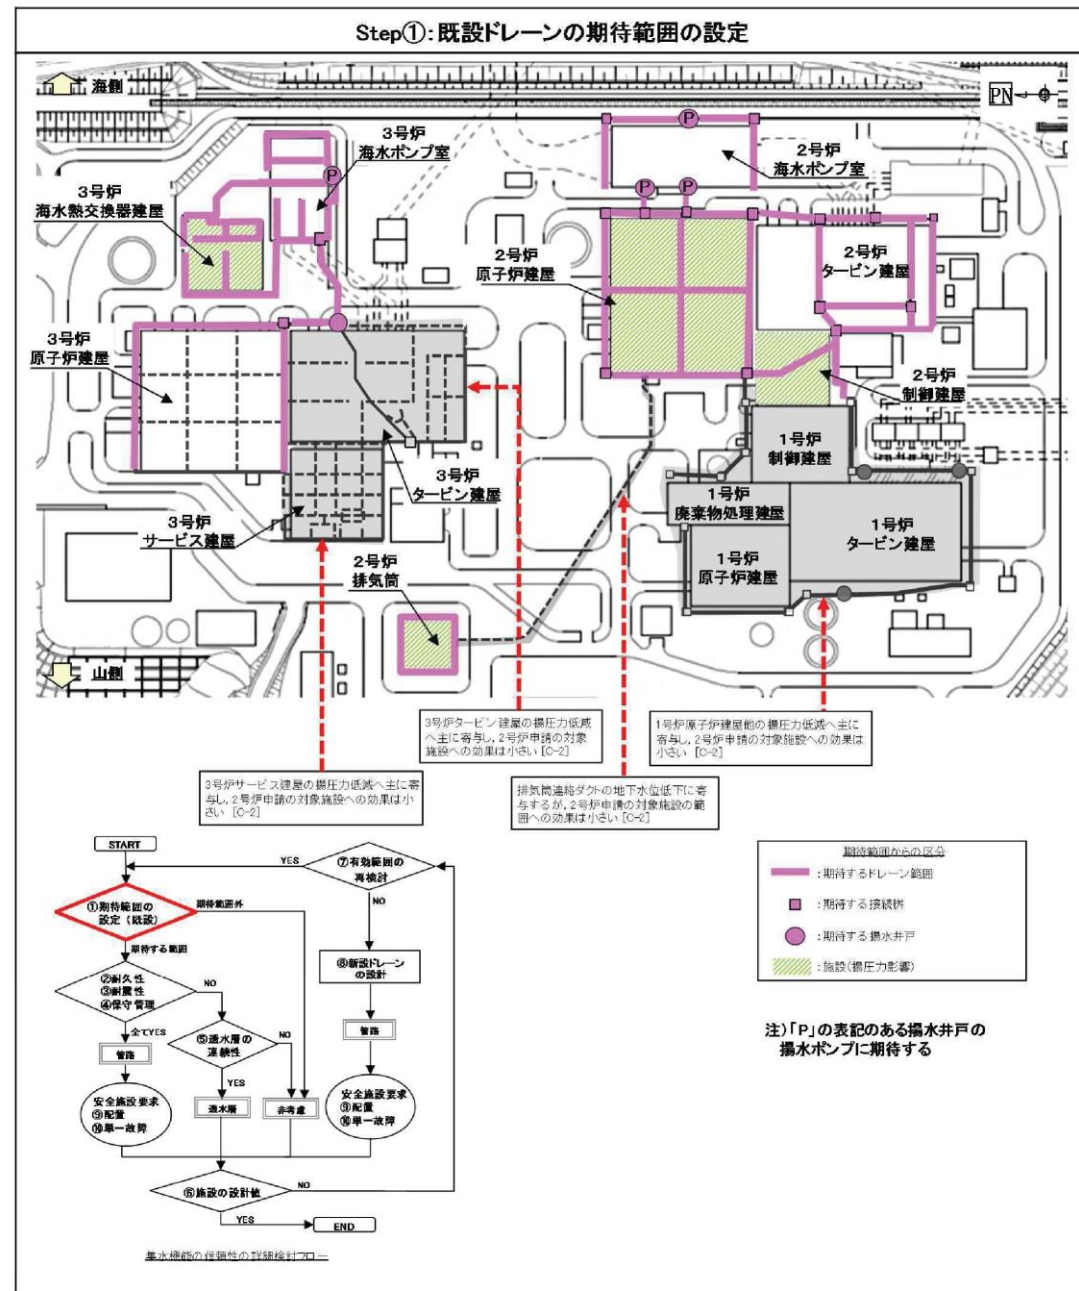 Step①:既設ドレーンの期待範囲の設定
海側
PN
3号炉
海水ポンプ室
3号炉
海水熱交換器建屋
P
P
P
P
2号炉
海水ポンプ室
2号炉
原子炉建屋
2号炉
タービン建屋
3号炉
原子炉建屋
2号炉
制御建屋
1号炉
制御建屋
3号炉
タービン建屋
1号炉
廃棄物処理建屋
3号炉
サービス建屋
1号炉
タービン建屋
2号炉
排気筒
1号炉
原子炉建屋
山側
3号炉タービン建屋の揚圧力低減
へ主に寄与し,2号炉申請の対象
施設への効果は小さい [C-2]
1号炉原子炉建屋他の揚圧力低減へ主に
寄与し,2号炉申請の対象施設への効果は
小さい [C-2]
3号炉サービス建屋の揚圧力低減へ主に寄
与し,2号炉申請の対象施設への効果は小
さい [C-2]
排気筒連絡ダクトの地下水位低下に寄
与するが,2号炉申請の対象施設の範
囲への効果は小さい [C-2]
START
YES
⑦有効範囲の
再検討
①期待範囲の
設定(既設)
期待範囲外
NO
期待する範囲
⑧新設ドレーン
の設計
②耐久性
③耐震性
④保守管理
NO
全てYES
⑤透水層の
連続性
NO
管路
管路
YES
安全施設要求
⑨配置
⑩単一故障
透水層
非考慮
安全施設要求
⑨配置
⑩単一故障
⑥施設の設計値
NO
YES
END
集水機能の信頼性の詳細検討フロー
期待範囲からの区分
:期待するドレーン範囲
:期待する接続桝
:期待する揚水井戸
:施設(揚圧力影響)
注)「P」の表記のある揚水井戸の
揚水ポンプに期待する